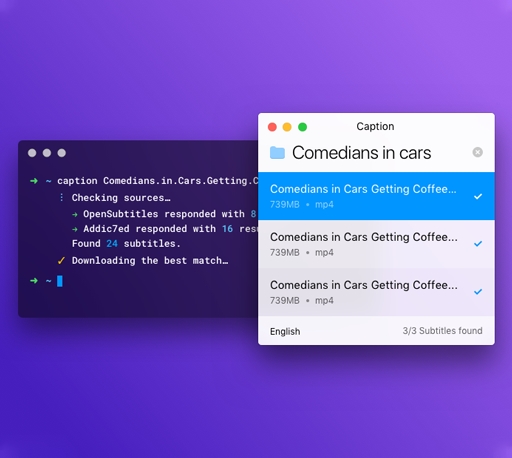 ➜ ~ caption Comedians.in.Cars.Getting.C
⋮ Checking sources…
➜ OpenSubtitles responded with 8
➜ Addic7ed responded with 16 resu
Found 24 subtitles.
✓ Downloading the best match…
➜ ~
Caption
Comedians in cars
Comedians in Cars Getting Coffee...
739MB • mp4
Comedians in Cars Getting Coffee...
739MB • mp4
Comedians in Cars Getting Coffee...
739MB • mp4
English 3/3 Subtitles found